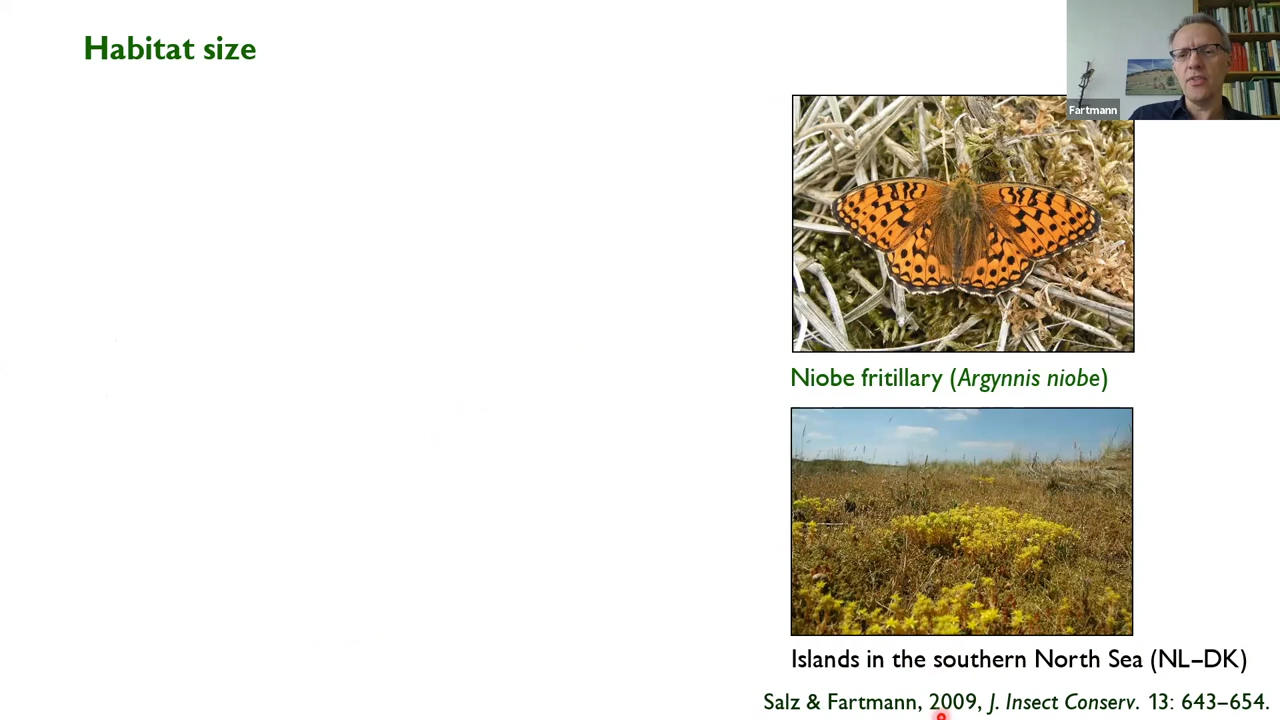 Habitat size
Fartmann
Niobe fritillary (Argynnis niobe)
Islands in the southern North Sea (NL–DK)
Salz & Fartmann, 2009, J. Insect Conserv. 13: 643–654.